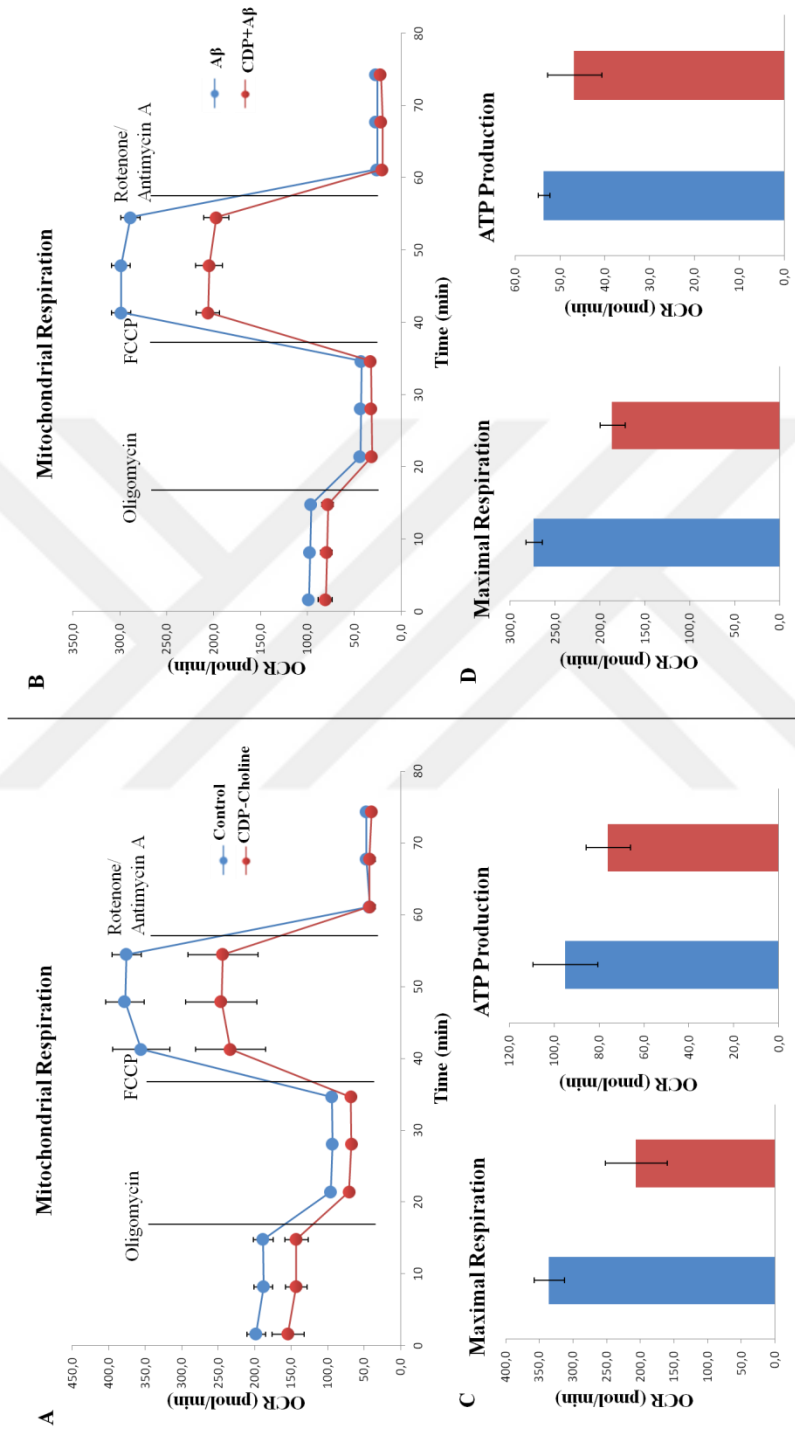 A
Mitochondrial Respiration
OCR (pmol/min)
450,0
400,0
350,0
300,0
250,0
200,0
150,0
100,0
50,0
0,0
Oligomycin
FCCP
Rotenone/
Antimycin A
Control
CDP-Choline
0
10
20
30
40
50
60
70
80
Time (min)
B
Mitochondrial Respiration
OCR (pmol/min)
350,0
300,0
250,0
200,0
150,0
100,0
50,0
0,0
Oligomycin
FCCP
Rotenone/
Antimycin A
Aβ
CDP+Aβ
0
10
20
30
40
50
60
70
80
Time (min)
C
Maximal Respiration
OCR (pmol/min)
400,0
350,0
300,0
250,0
200,0
150,0
100,0
50,0
0,0
ATP Production
OCR (pmol/min)
120,0
100,0
80,0
60,0
40,0
20,0
0,0
D
Maximal Respiration
OCR (pmol/min)
300,0
250,0
200,0
150,0
100,0
50,0
0,0
ATP Production
OCR (pmol/min)
60,0
50,0
40,0
30,0
20,0
10,0
0,0